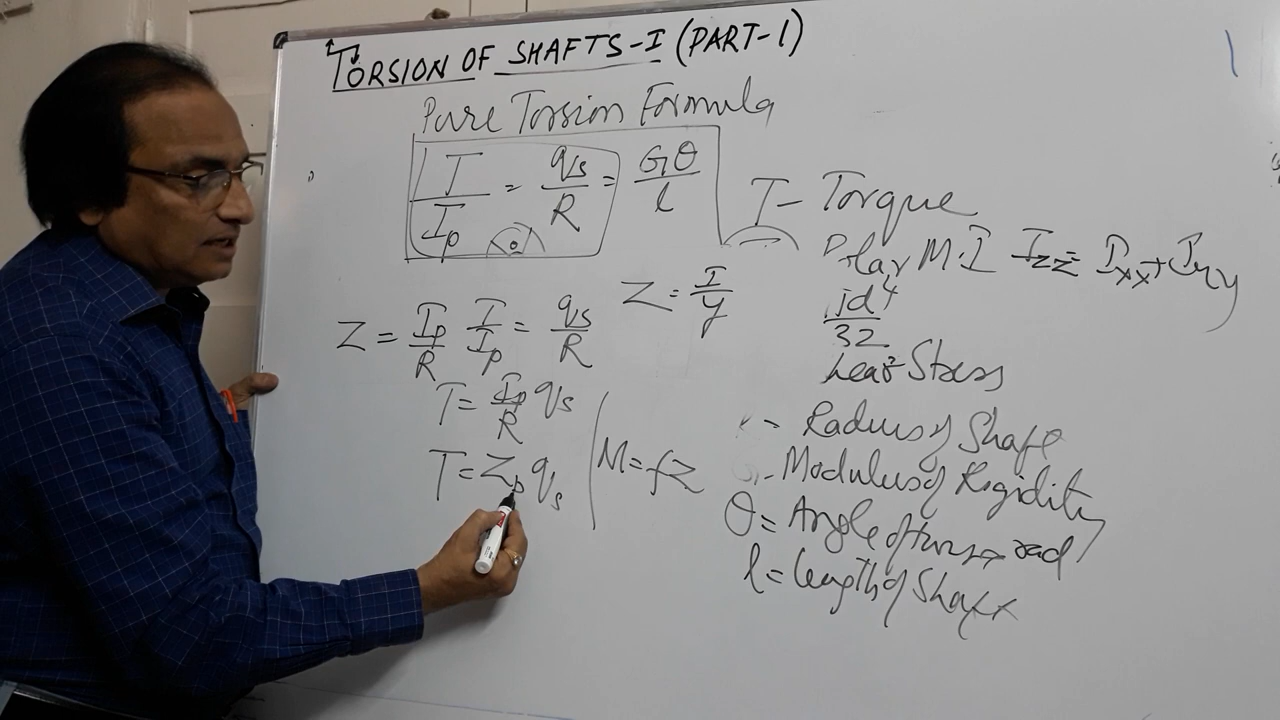 TORSION OF SHAFTS-I (PART-1)
Pure Torsion Formula
T/Ip = qs/R = Gθ/l
T - Torque
Polar M.I Izz = Ixx + Iyy
πd⁴/32
hear Stress
- Radius of Shaft
- Modulus of Rigidity
θ = Angle of twist rad
l = length of Shaft
Z = I/y
Z = Ip/R T/Ip = qs/R
T = Ip/R qs
T = Zp qs M = fZ